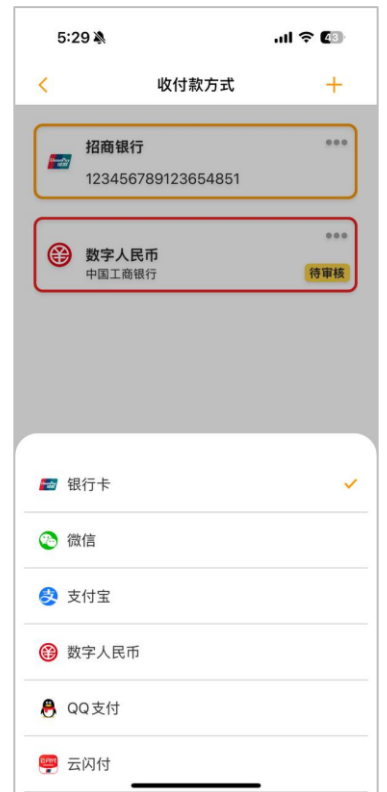 5:29
43
收付款方式
招商银行
123456789123654851
数字人民币
中国工商银行
待审核
银行卡
微信
支付宝
数字人民币
QQ支付
云闪付